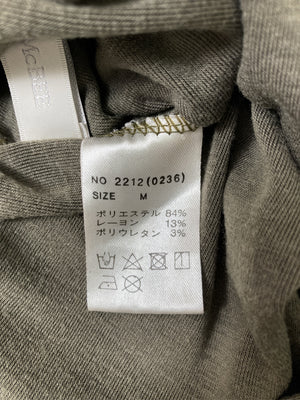 NO 2212(0236)
SIZE M
ポリエステル 84%
レーヨン 13%
ポリウレタン 3%